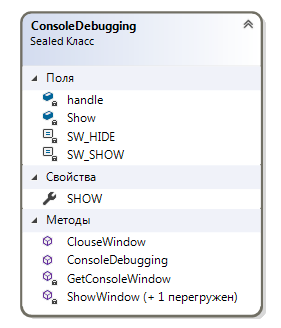 ConsoleDebugging
Sealed Класс
Поля
handle
Show
SW_HIDE
SW_SHOW
Свойства
SHOW
Методы
ClouseWindow
ConsoleDebugging
GetConsoleWindow
ShowWindow (+ 1 перегружен)